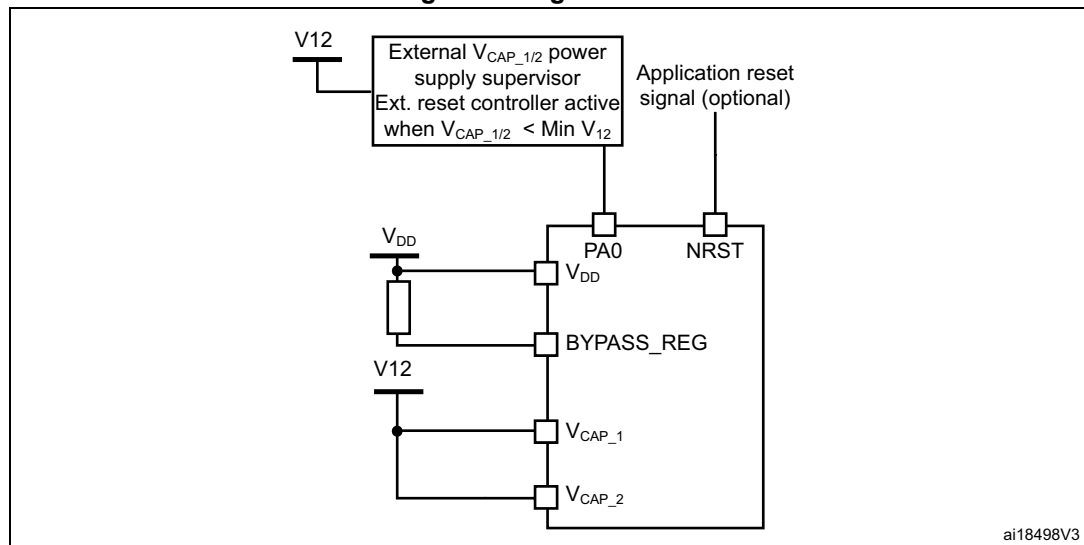 V12
External V_CAP_1/2 power
supply supervisor
Ext. reset controller active
when V_CAP_1/2 < Min V_12
Application reset
signal (optional)
PA0
NRST
V_DD
V_DD
BYPASS_REG
V12
V_CAP_1
V_CAP_2
ai18498V3